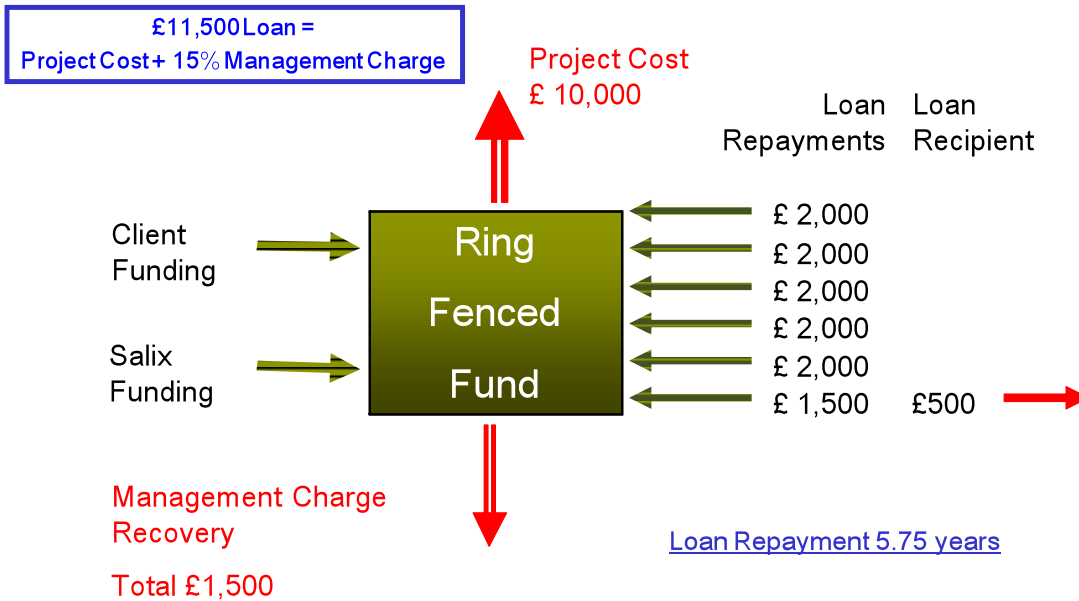 £11,500 Loan =
Project Cost + 15% Management Charge
Project Cost
£ 10,000
Loan Repayments
Loan Recipient
Client
Funding
Salix
Funding
Ring
Fenced
Fund
£ 2,000
£ 2,000
£ 2,000
£ 2,000
£ 2,000
£ 1,500 £500
Management Charge
Recovery
Total £1,500
Loan Repayment 5.75 years